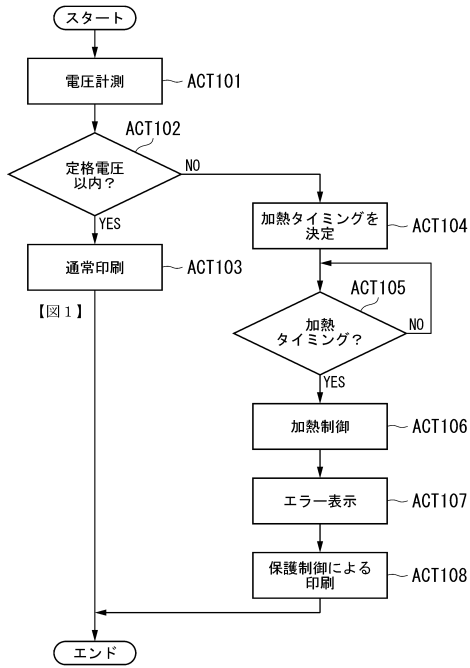 スタート
電圧計測
ACT101
ACT102
定格電圧
以内？
NO
YES
加熱タイミングを
決定
ACT104
通常印刷
ACT103
【図１】
ACT105
加熱
タイミング？
NO
YES
加熱制御
ACT106
エラー表示
ACT107
保護制御による
印刷
ACT108
エンド